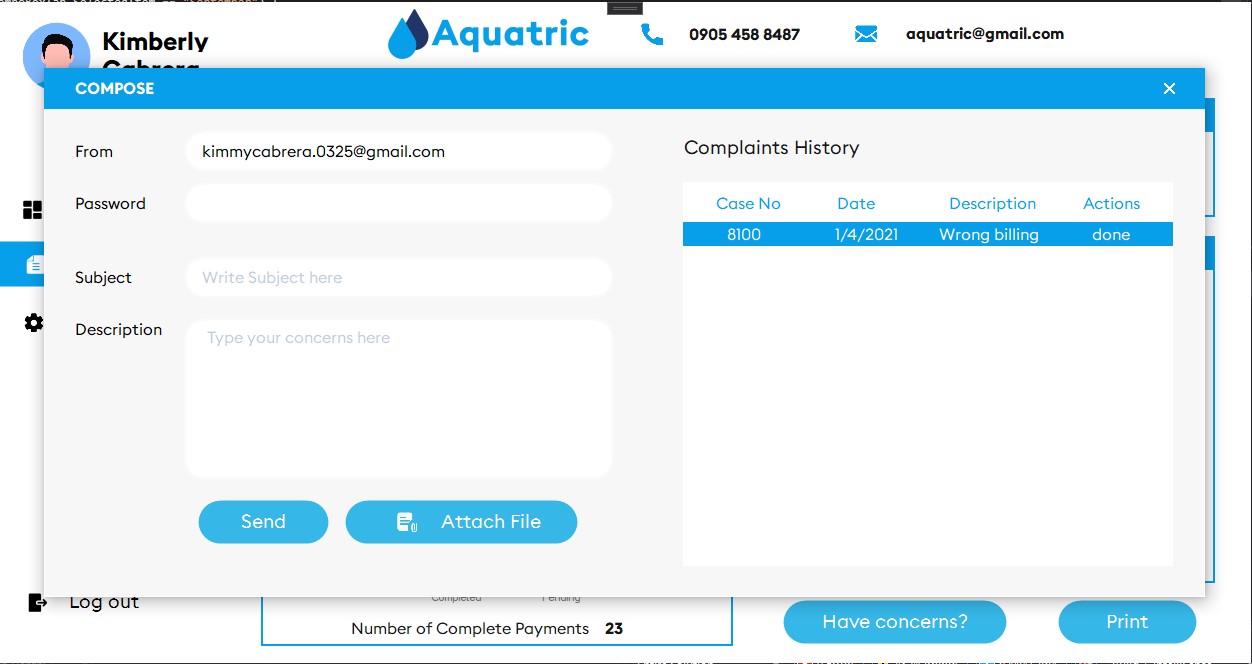 Kimberly
Cabrera
Aquatric
0905 458 8487
aquatric@gmail.com
COMPOSE
From
kimmycabrera.0325@gmail.com
Password
Subject
Write Subject here
Description
Type your concerns here
Send
Attach File
Complaints History
Case No Date Description Actions
8100 1/4/2021 Wrong billing done
Log out
Completed Pending
Number of Complete Payments 23
Have concerns?
Print